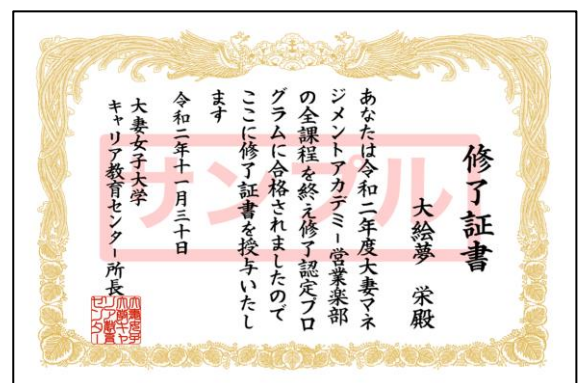 修了証書
大絵夢 栄殿
あなたは令和二年度大妻マネ
ジメントアカデミー営業楽部
の全課程を終え修了認定プロ
グラムに合格されましたので
ここに修了証書を授与いたし
ます
令和二年十一月三十日
大妻女子大学
キャリア教育センター所長
サンプル